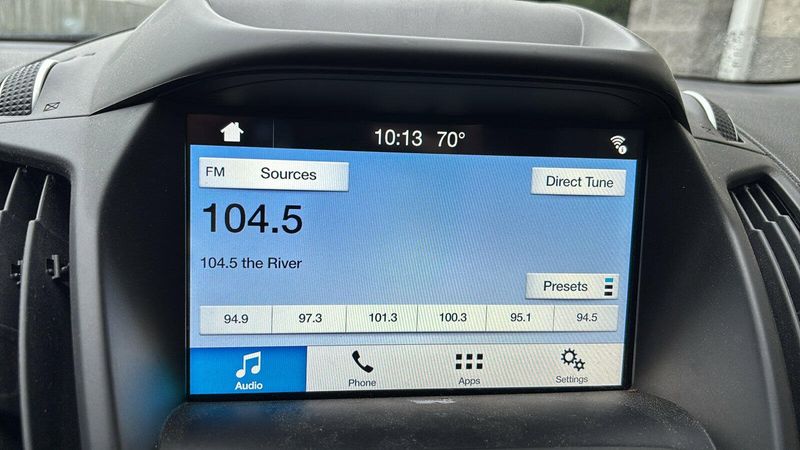 10:13 70°
FM Sources
Direct Tune
104.5
104.5 the River
Presets
94.9 97.3 101.3 100.3 95.1 94.5
Audio Phone Apps Settings